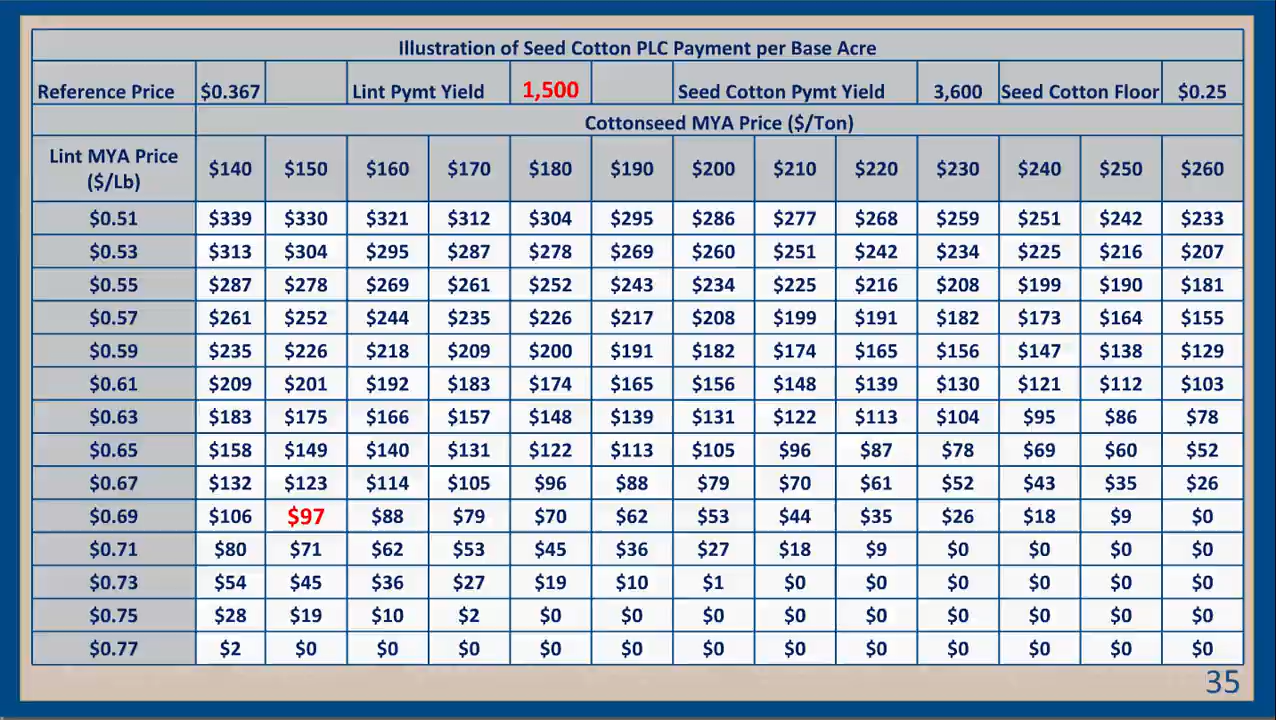 Illustration of Seed Cotton PLC Payment per Base Acre
Reference Price $0.367 Lint Pymt Yield 1,500 Seed Cotton Pymt Yield 3,600 Seed Cotton Floor $0.25
Cottonseed MYA Price ($/Ton)
Lint MYA Price
($/Lb) $140 $150 $160 $170 $180 $190 $200 $210 $220 $230 $240 $250 $260
$0.51 $339 $330 $321 $312 $304 $295 $286 $277 $268 $259 $251 $242 $233
$0.53 $313 $304 $295 $287 $278 $269 $260 $251 $242 $234 $225 $216 $207
$0.55 $287 $278 $269 $261 $252 $243 $234 $225 $216 $208 $199 $190 $181
$0.57 $261 $252 $244 $235 $226 $217 $208 $199 $191 $182 $173 $164 $155
$0.59 $235 $226 $218 $209 $200 $191 $182 $174 $165 $156 $147 $138 $129
$0.61 $209 $201 $192 $183 $174 $165 $156 $148 $139 $130 $121 $112 $103
$0.63 $183 $175 $166 $157 $148 $139 $131 $122 $113 $104 $95 $86 $78
$0.65 $158 $149 $140 $131 $122 $113 $105 $96 $87 $78 $69 $60 $52
$0.67 $132 $123 $114 $105 $96 $88 $79 $70 $61 $52 $43 $35 $26
$0.69 $106 $97 $88 $79 $70 $62 $53 $44 $35 $26 $18 $9 $0
$0.71 $80 $71 $62 $53 $45 $36 $27 $18 $9 $0 $0 $0 $0
$0.73 $54 $45 $36 $27 $19 $10 $1 $0 $0 $0 $0 $0 $0
$0.75 $28 $19 $10 $2 $0 $0 $0 $0 $0 $0 $0 $0 $0
$0.77 $2 $0 $0 $0 $0 $0 $0 $0 $0 $0 $0 $0 $0
35